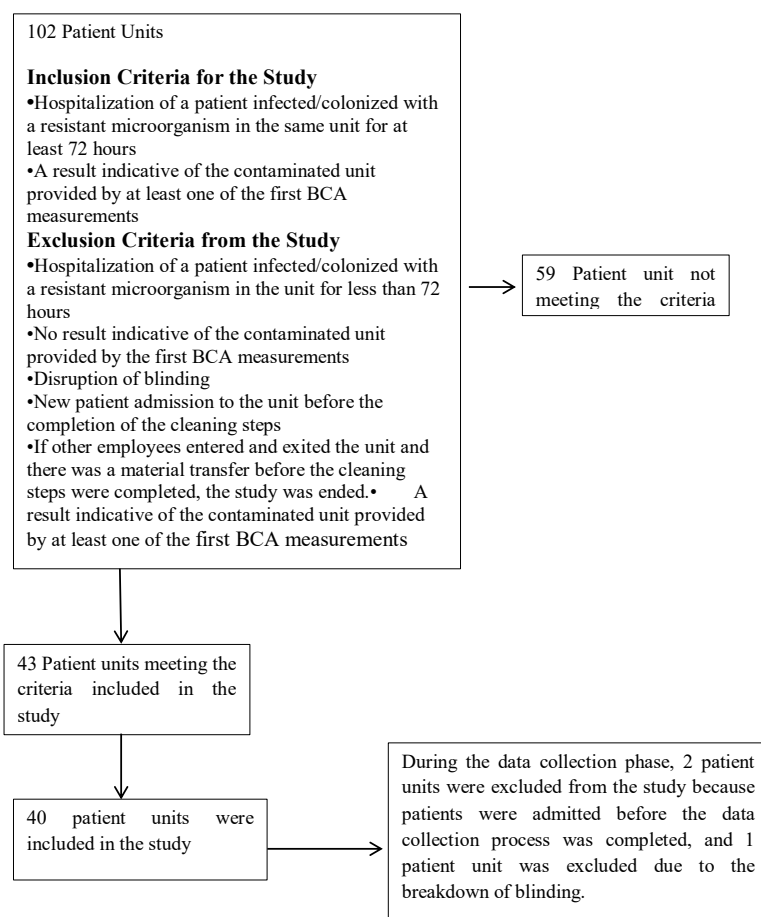 102 Patient Units
Inclusion Criteria for the Study
•Hospitalization of a patient infected/colonized with
a resistant microorganism in the same unit for at
least 72 hours
•A result indicative of the contaminated unit
provided by at least one of the first BCA
measurements
Exclusion Criteria from the Study
•Hospitalization of a patient infected/colonized with
a resistant microorganism in the unit for less than 72
hours
•No result indicative of the contaminated unit
provided by the first BCA measurements
•Disruption of blinding
•New patient admission to the unit before the
completion of the cleaning steps
•If other employees entered and exited the unit and
there was a material transfer before the cleaning
steps were completed, the study was ended.• A
result indicative of the contaminated unit provided
by at least one of the first BCA measurements
59 Patient unit not
meeting the criteria
43 Patient units meeting the
criteria included in the
study
40 patient units were
included in the study
During the data collection phase, 2 patient
units were excluded from the study because
patients were admitted before the data
collection process was completed, and 1
patient unit was excluded due to the
breakdown of blinding.